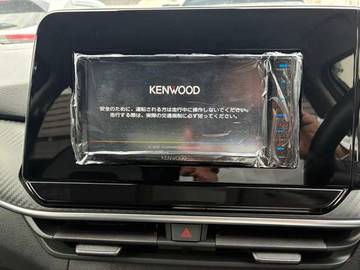 KENWOOD
安全のために、運転される方は走行中に操作しないでください。
走行する際は、実際の交通規制に必ず従ってください。
KENWOOD